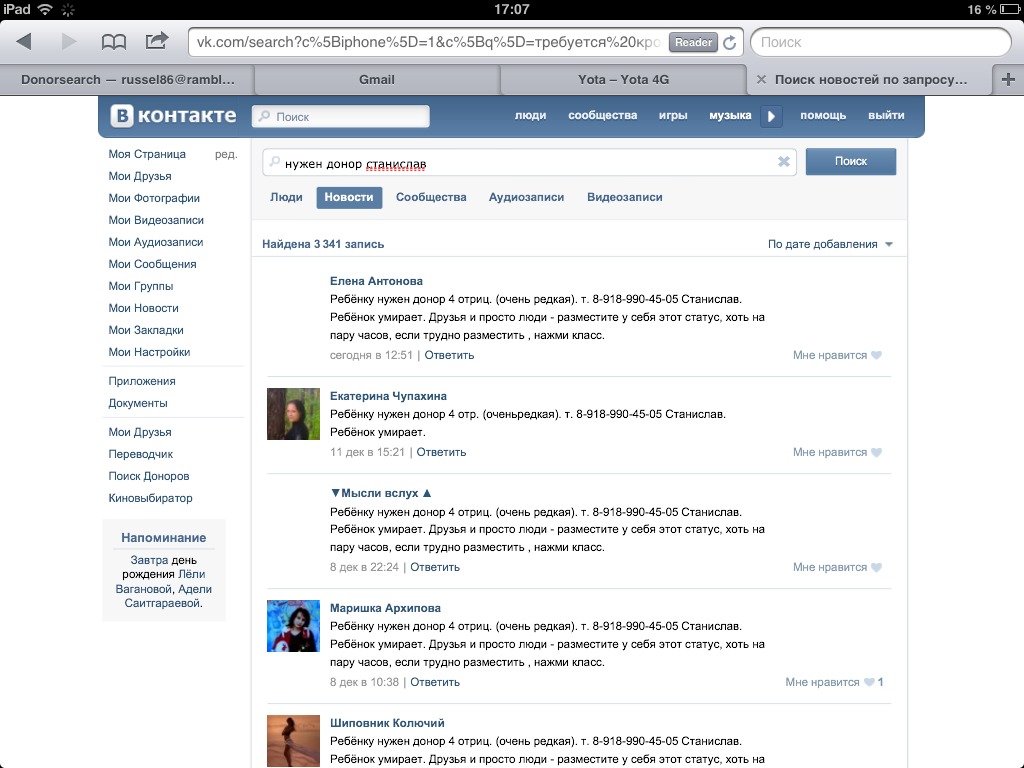 iPad 17:07 16 %
vk.com/search?c%5Biphone%5D=1&c%5Bq%5D=требуется%20кро Reader Поиск
Donorsearch — russel86@rambl... Gmail Yota – Yota 4G Поиск новостей по запросу...
В контакте Поиск люди сообщества игры музыка помощь выйти
Моя Страница ред.
Мои Друзья
Мои Фотографии
Мои Видеозаписи
Мои Аудиозаписи
Мои Сообщения
Мои Группы
Мои Новости
Мои Закладки
Мои Настройки
Приложения
Документы
Мои Друзья
Переводчик
Поиск Доноров
Киновыбиратор
Напоминание
Завтра день
рождения Лёли
Вагановой, Адели
Саитгараевой.
нужен донор станислав Поиск
Люди Новости Сообщества Аудиозаписи Видеозаписи
Найдена 3 341 запись По дате добавления
Елена Антонова
Ребёнку нужен донор 4 отриц. (очень редкая). т. 8-918-990-45-05 Станислав.
Ребёнок умирает. Друзья и просто люди - разместите у себя этот статус, хоть на
пару часов, если трудно разместить , нажми класс.
сегодня в 12:51 | Ответить Мне нравится
Екатерина Чупахина
Ребёнку нужен донор 4 отр. (оченьредкая). т. 8-918-990-45-05 Станислав.
Ребёнок умирает.
11 дек в 15:21 | Ответить Мне нравится
▼Мысли вслух ▲
Ребёнку нужен донор 4 отриц. (очень редкая). т. 8-918-990-45-05 Станислав.
Ребёнок умирает. Друзья и просто люди - разместите у себя этот статус, хоть на
пару часов, если трудно разместить , нажми класс.
8 дек в 22:24 | Ответить Мне нравится
Маришка Архипова
Ребёнку нужен донор 4 отриц. (очень редкая). т. 8-918-990-45-05 Станислав.
Ребёнок умирает. Друзья и просто люди - разместите у себя этот статус, хоть на
пару часов, если трудно разместить , нажми класс.
8 дек в 10:38 | Ответить Мне нравится 1
Шиповник Колючий
Ребёнку нужен донор 4 отриц. (очень редкая). т. 8-918-990-45-05 Станислав.
Ребёнок умирает. Друзья и просто люди - разместите у себя этот статус, хоть на